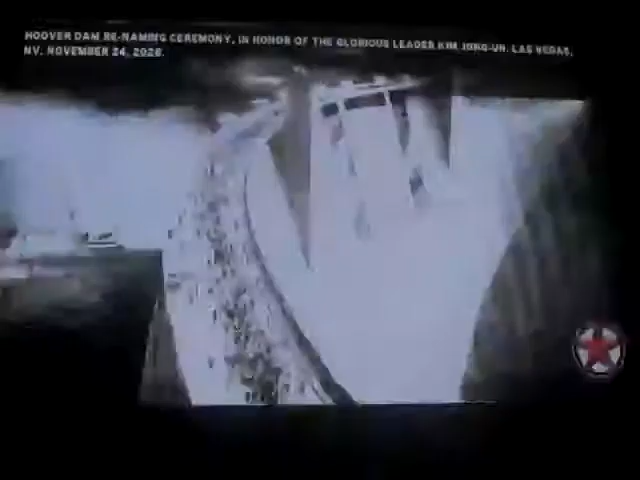 HOOVER DAM RE-NAMING CEREMONY, IN HONOR OF THE GLORIOUS LEADER KIM JONG-UN. LAS VEGAS,
NV. NOVEMBER 24, 2026.